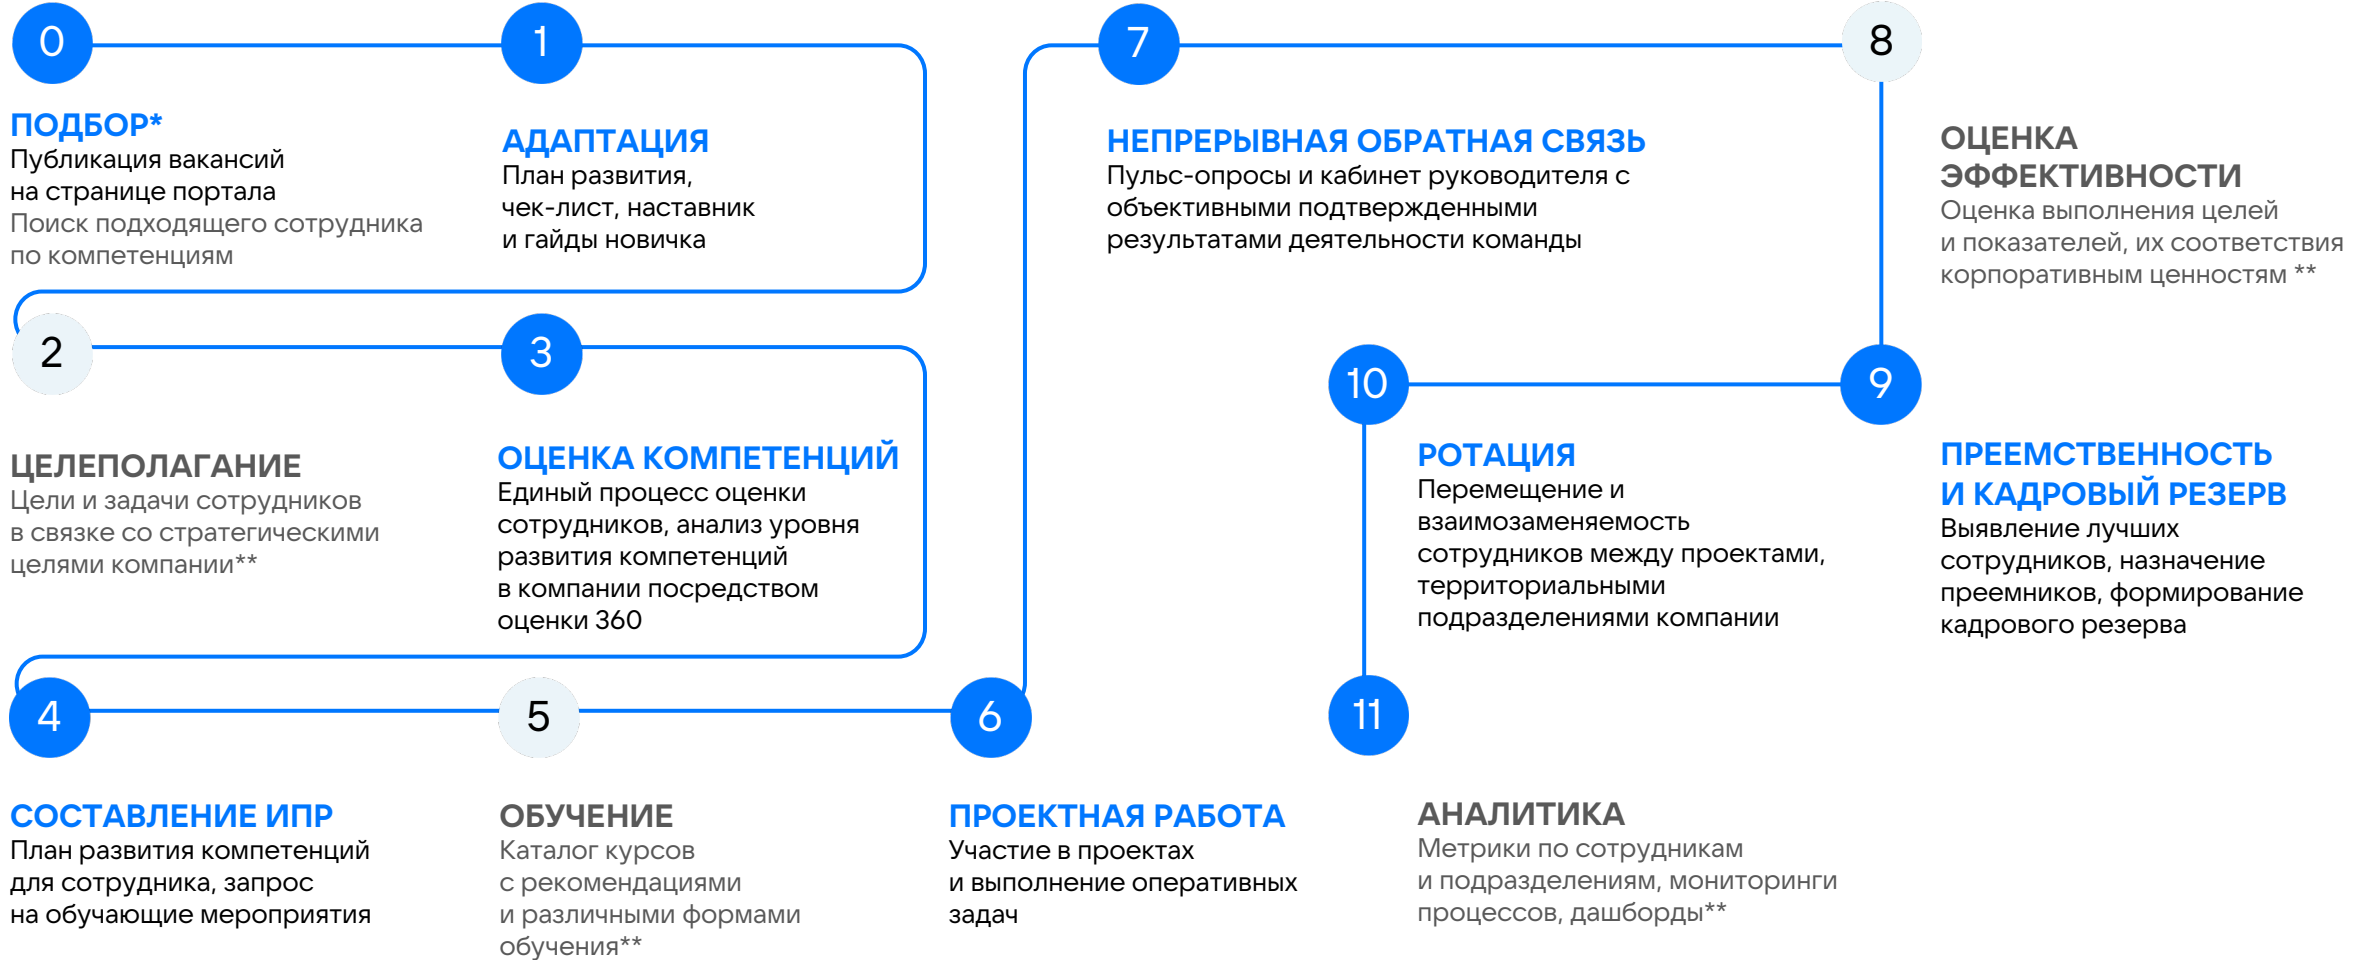 0
ПОДБОР*
Публикация вакансий
на странице портала
Поиск подходящего сотрудника
по компетенциям
1
АДАПТАЦИЯ
План развития,
чек-лист, наставник
и гайды новичка
2
ЦЕЛЕПОЛАГАНИЕ
Цели и задачи сотрудников
в связке со стратегическими
целями компании**
3
ОЦЕНКА КОМПЕТЕНЦИЙ
Единый процесс оценки
сотрудников, анализ уровня
развития компетенций
в компании посредством
оценки 360
4
СОСТАВЛЕНИЕ ИПР
План развития компетенций
для сотрудника, запрос
на обучающие мероприятия
5
ОБУЧЕНИЕ
Каталог курсов
с рекомендациями
и различными формами
обучения**
6
ПРОЕКТНАЯ РАБОТА
Участие в проектах
и выполнение оперативных
задач
7
НЕПРЕРЫВНАЯ ОБРАТНАЯ СВЯЗЬ
Пульс-опросы и кабинет руководителя с
объективными подтвержденными
результатами деятельности команды
8
ОЦЕНКА
ЭФФЕКТИВНОСТИ
Оценка выполнения целей
и показателей, их соответствия
корпоративным ценностям **
9
ПРЕЕМСТВЕННОСТЬ
И КАДРОВЫЙ РЕЗЕРВ
Выявление лучших
сотрудников, назначение
преемников, формирование
кадрового резерва
10
РОТАЦИЯ
Перемещение и
взаимозаменяемость
сотрудников между проектами,
территориальными
подразделениями компании
11
АНАЛИТИКА
Метрики по сотрудникам
и подразделениям, мониторинги
процессов, дашборды**